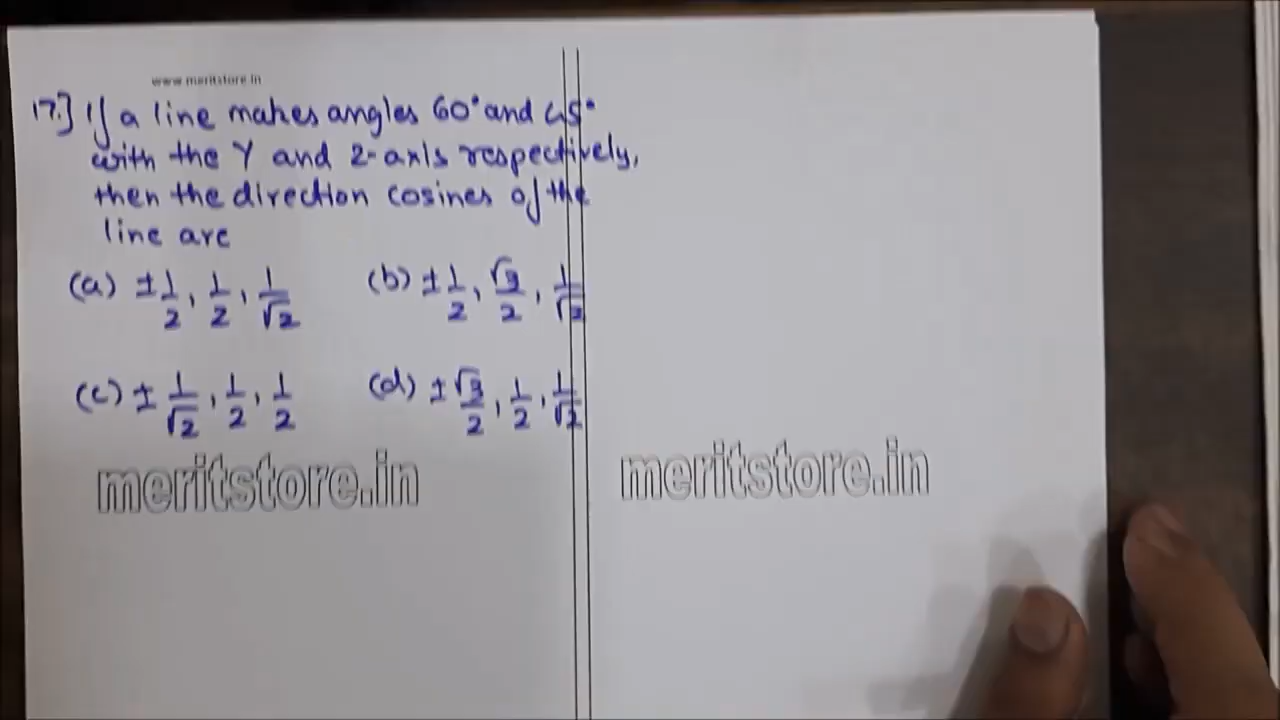 www.meritstore.in
17.] If a line makes angles 60° and 45°
with the Y and Z-axis respectively,
then the direction cosines of the
line are
(a) ±1/2, 1/2, 1/√2 (b) ±1/2, √3/2, 1/√2
(c) ±1/√2, 1/2, 1/2 (d) ±√3/2, 1/2, 1/√2
meritstore.in meritstore.in